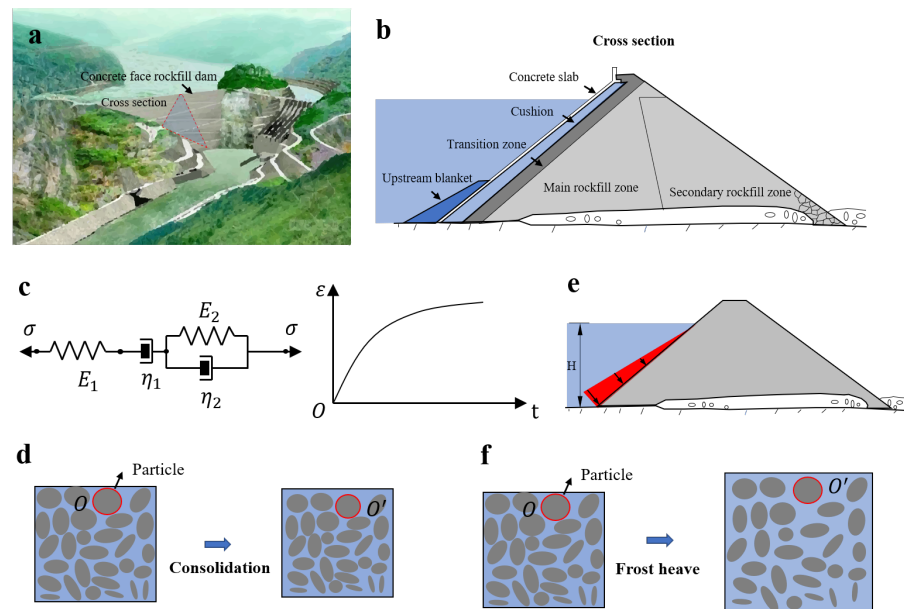 a
Concrete face rockfill dam
Cross section
b
Cross section
Concrete slab
Cushion
Transition zone
Upstream blanket
Main rockfill zone
Secondary rockfill zone
c
σ
E₁
η₁
E₂
η₂
σ
ε
O
t
e
H
d
Particle
O
O′
Consolidation
f
Particle
O
O′
Frost heave